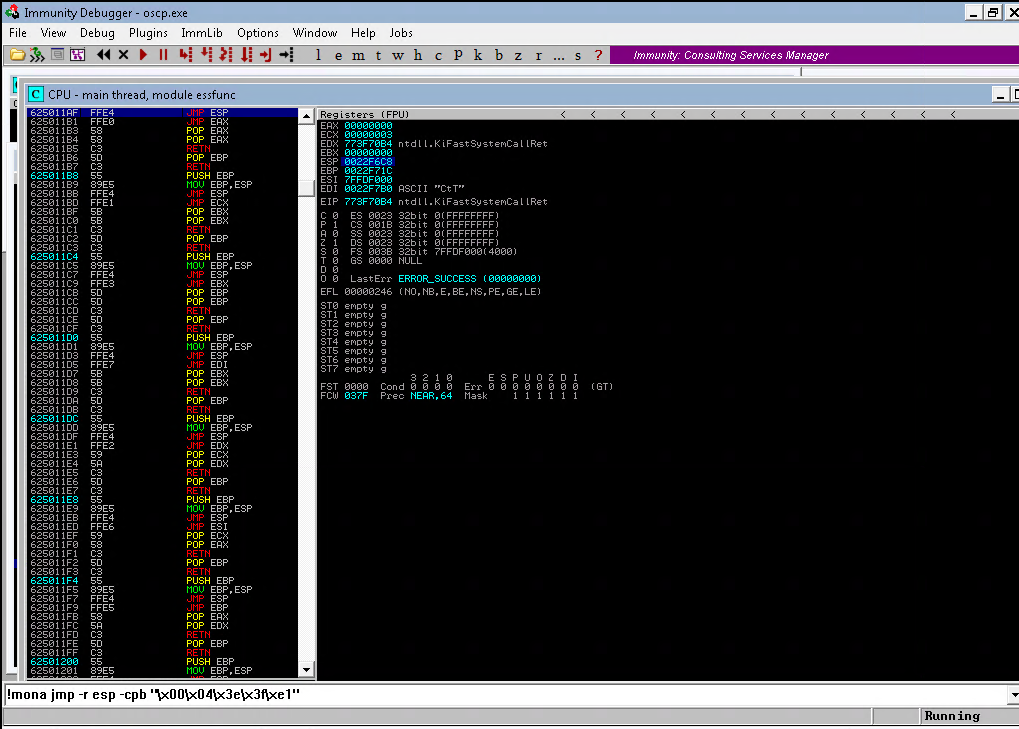 Immunity Debugger - oscp.exe
File View Debug Plugins ImmLib Options Window Help Jobs
l e m t w h c P k b z r ... s ? Immunity: Consulting Services Manager
CPU - main thread, module essfunc
Registers (FPU) < < < < < < < < < < < < < <
625011AF FFE4 JMP ESP
625011B1 FFE0 JMP EAX
625011B3 58 POP EAX
625011B4 58 POP EAX
625011B5 C3 RETN
625011B6 5D POP EBP
625011B7 C3 RETN
625011B8 55 PUSH EBP
625011B9 89E5 MOV EBP,ESP
625011BB FFE4 JMP ESP
625011BD FFE1 JMP ECX
625011BF 5B POP EBX
625011C0 5B POP EBX
625011C1 C3 RETN
625011C2 5D POP EBP
625011C3 C3 RETN
625011C4 55 PUSH EBP
625011C5 89E5 MOV EBP,ESP
625011C7 FFE4 JMP ESP
625011C9 FFE3 JMP EBX
625011CB 5D POP EBP
625011CC 5D POP EBP
625011CD C3 RETN
625011CE 5D POP EBP
625011CF C3 RETN
625011D0 55 PUSH EBP
625011D1 89E5 MOV EBP,ESP
625011D3 FFE4 JMP ESP
625011D5 FFE7 JMP EDI
625011D7 5B POP EBX
625011D8 5B POP EBX
625011D9 C3 RETN
625011DA 5D POP EBP
625011DB C3 RETN
625011DC 55 PUSH EBP
625011DD 89E5 MOV EBP,ESP
625011DF FFE4 JMP ESP
625011E1 FFE2 JMP EDX
625011E3 59 POP ECX
625011E4 5A POP EDX
625011E5 C3 RETN
625011E6 5D POP EBP
625011E7 C3 RETN
625011E8 55 PUSH EBP
625011E9 89E5 MOV EBP,ESP
625011EB FFE4 JMP ESP
625011ED FFE6 JMP ESI
625011EF 59 POP ECX
625011F0 58 POP EAX
625011F1 C3 RETN
625011F2 5D POP EBP
625011F3 C3 RETN
625011F4 55 PUSH EBP
625011F5 89E5 MOV EBP,ESP
625011F7 FFE4 JMP ESP
625011F9 FFE5 JMP EBP
625011FB 58 POP EAX
625011FC 5A POP EDX
625011FD C3 RETN
625011FE 5D POP EBP
625011FF C3 RETN
62501200 55 PUSH EBP
62501201 89E5 MOV EBP,ESP
EAX 00000000
ECX 00000003
EDX 773F70B4 ntdll.KiFastSystemCallRet
EBX 00000000
ESP 0022F6C8
EBP 0022F71C
ESI 7FFDF000
EDI 0022F7B0 ASCII "CtT"
EIP 773F70B4 ntdll.KiFastSystemCallRet
C 0 ES 0023 32bit 0(FFFFFFFF)
P 1 CS 001B 32bit 0(FFFFFFFF)
A 0 SS 0023 32bit 0(FFFFFFFF)
Z 1 DS 0023 32bit 0(FFFFFFFF)
S 0 FS 003B 32bit 7FFDF000(4000)
T 0 GS 0000 NULL
D 0
O 0 LastErr ERROR_SUCCESS (00000000)
EFL 00000246 (NO,NB,E,BE,NS,PE,GE,LE)
ST0 empty g
ST1 empty g
ST2 empty g
ST3 empty g
ST4 empty g
ST5 empty g
ST6 empty g
ST7 empty g
3 2 1 0 E S P U O Z D I
FST 0000 Cond 0 0 0 0 Err 0 0 0 0 0 0 0 0 (GT)
FCW 037F Prec NEAR,64 Mask 1 1 1 1 1 1
!mona jmp -r esp -cpb "\x00\x04\x3e\x3f\xe1"
Running